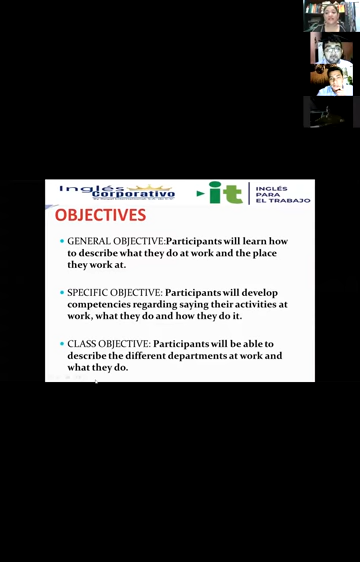 Inglés
Corporativo
it
INGLÉS
PARA
EL TRABAJO
OBJECTIVES
GENERAL OBJECTIVE:Participants will learn how
to describe what they do at work and the place
they work at.
SPECIFIC OBJECTIVE: Participants will develop
competencies regarding saying their activities at
work, what they do and how they do it.
CLASS OBJECTIVE: Participants will be able to
describe the different departments at work and
what they do.